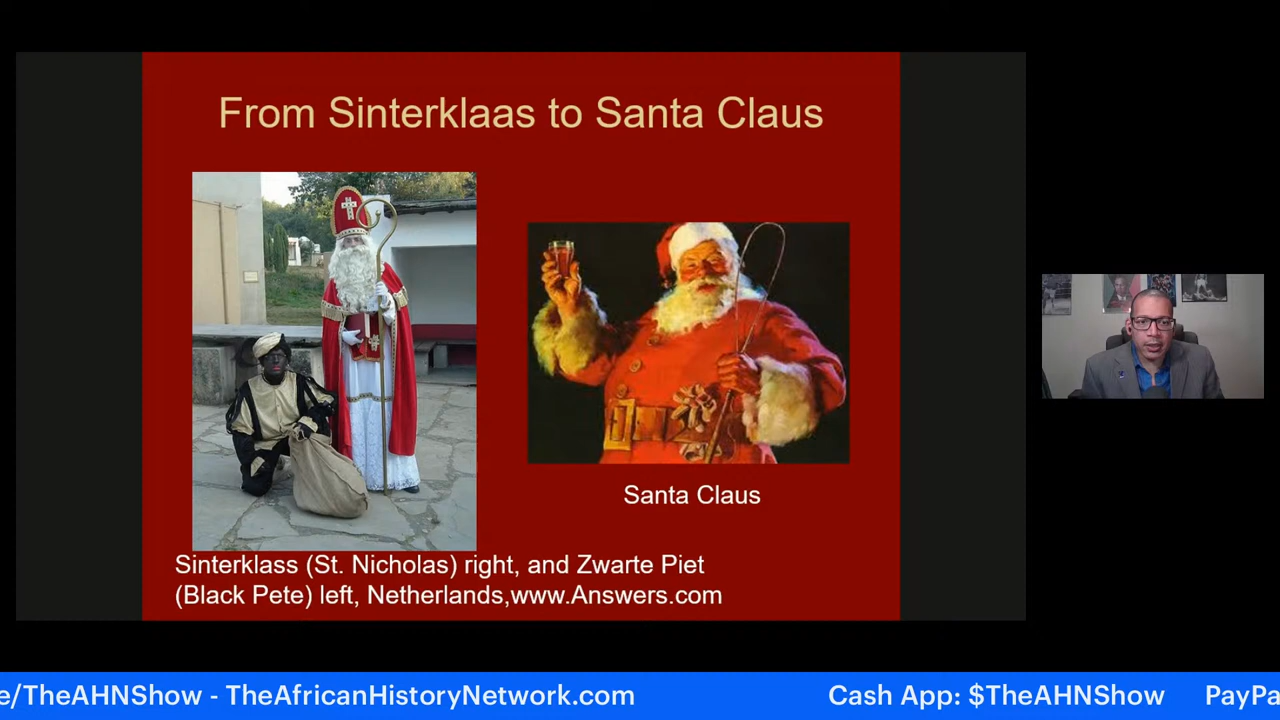 From Sinterklaas to Santa Claus
Santa Claus
Sinterklass (St. Nicholas) right, and Zwarte Piet
(Black Pete) left, Netherlands,www.Answers.com
e/TheAHNShow - TheAfricanHistoryNetwork.com Cash App: $TheAHNShow PayPa